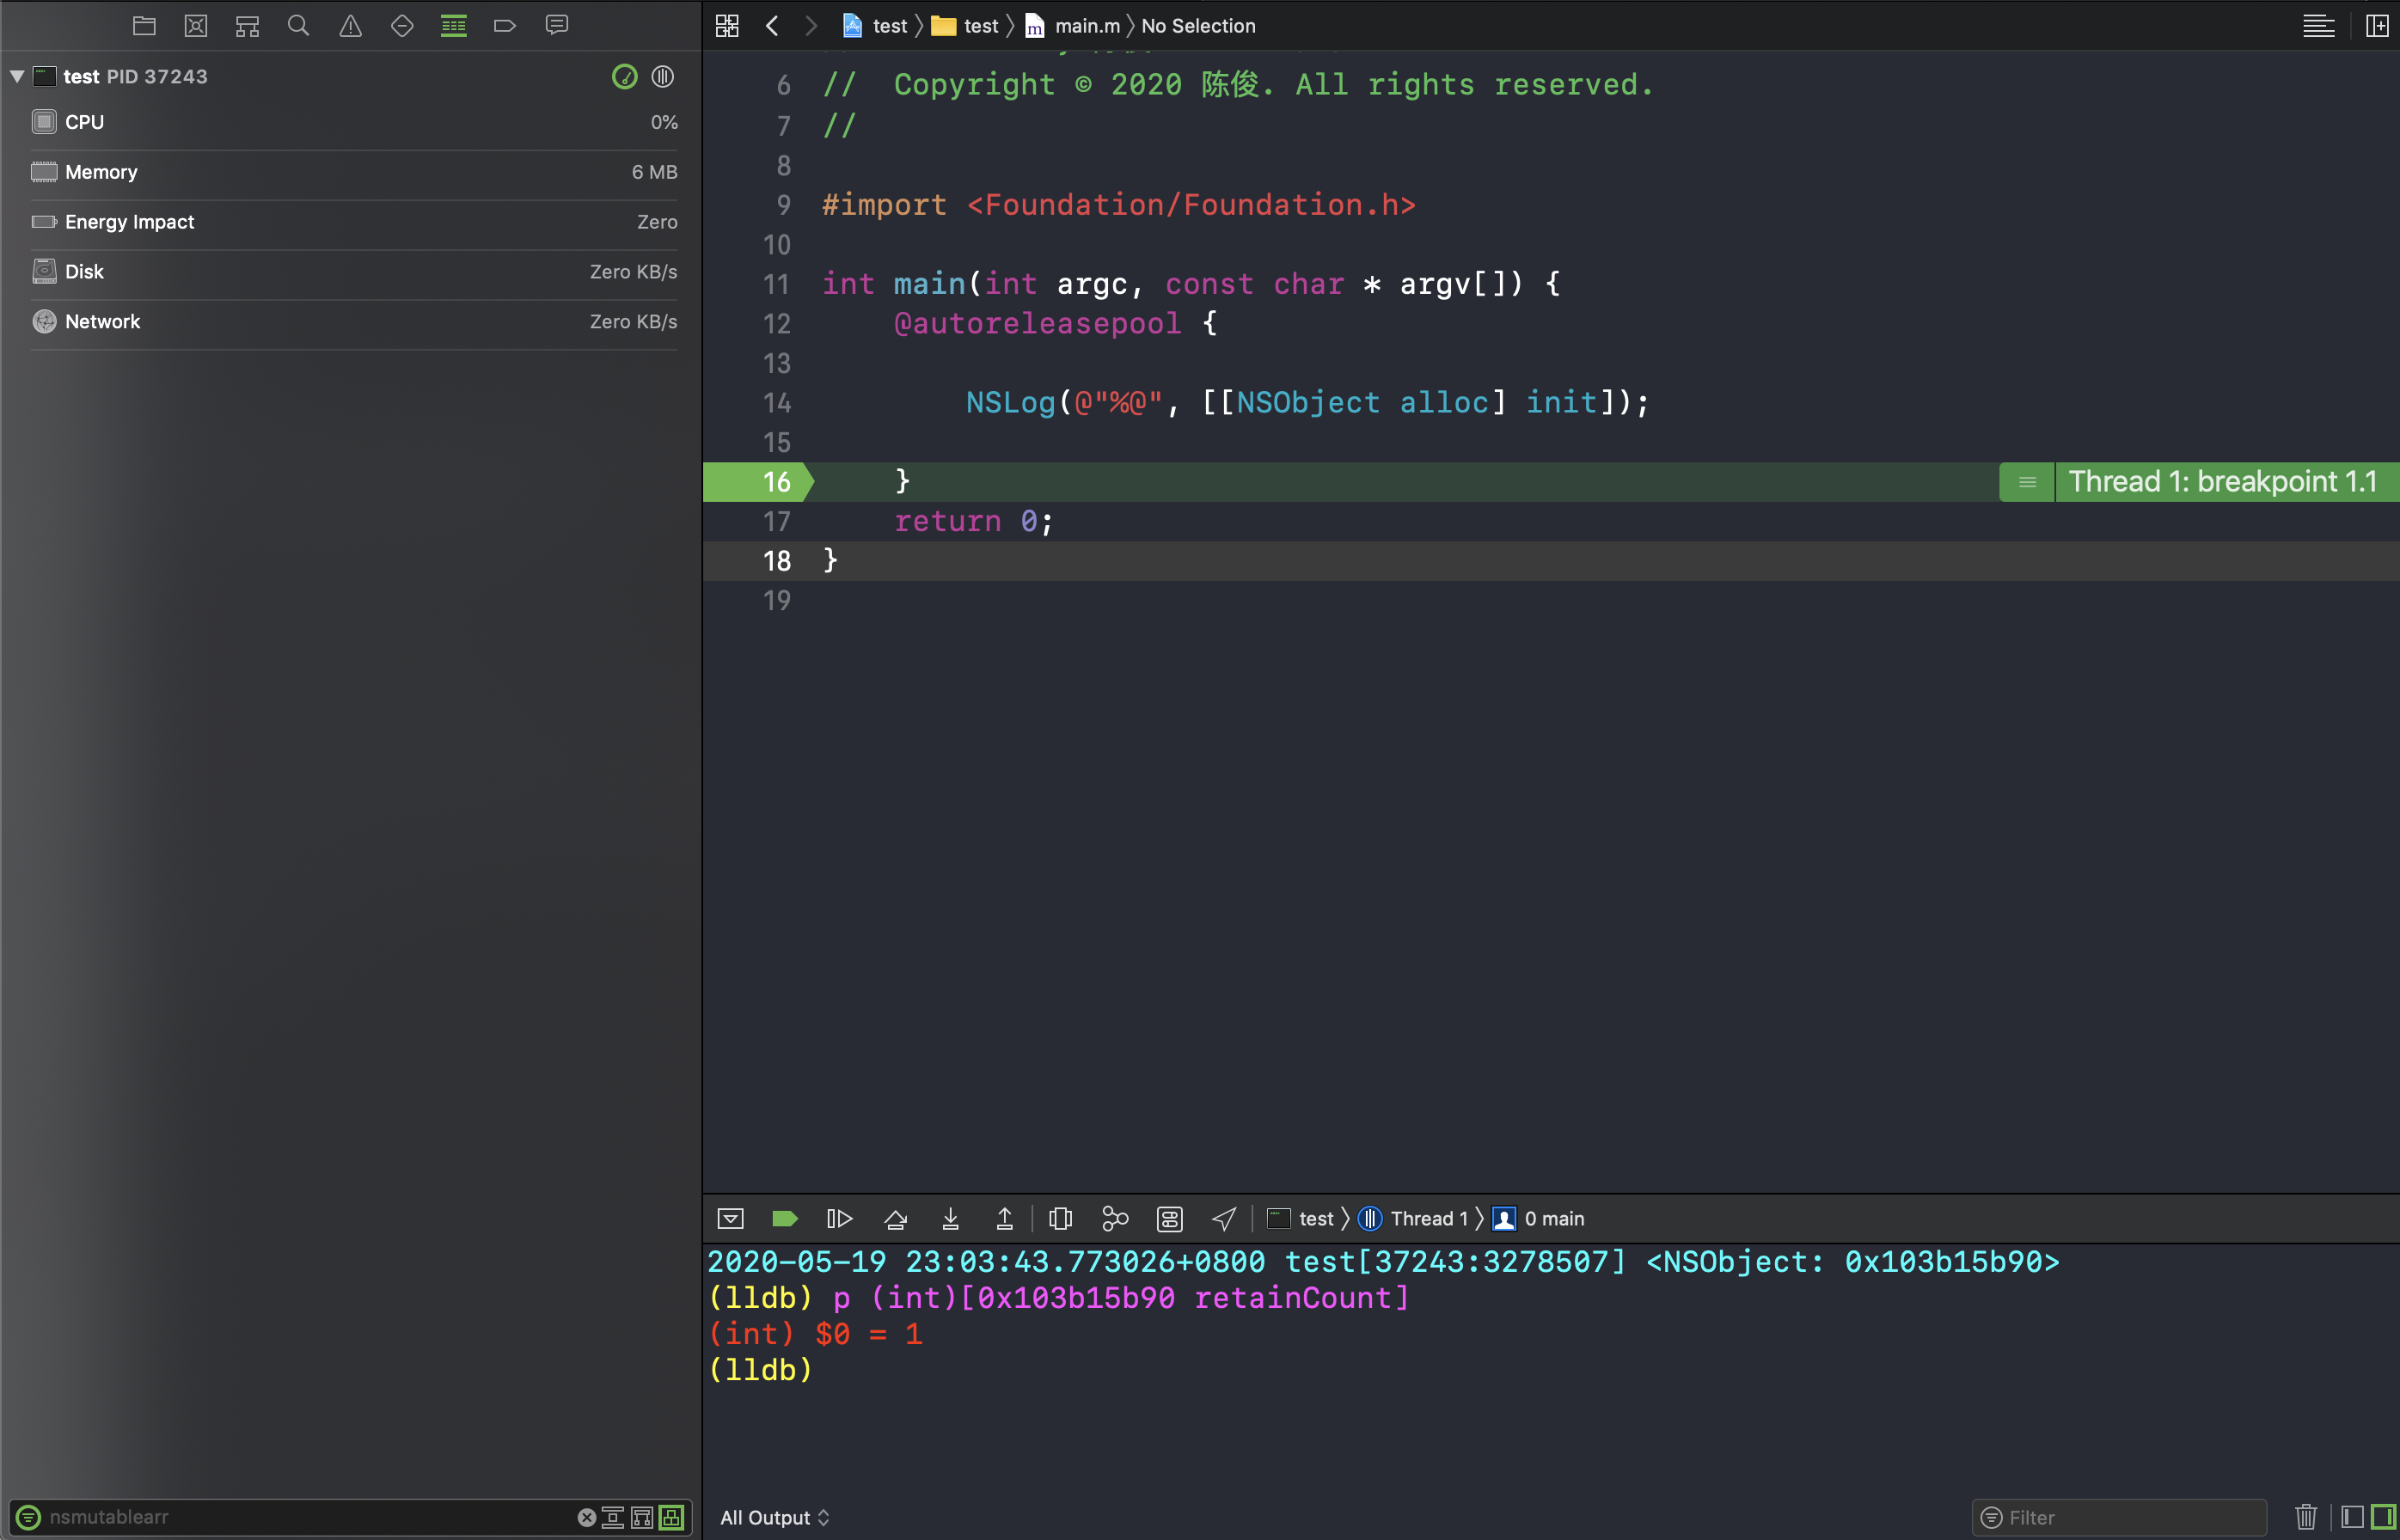 test PID 37243
CPU 0%
Memory 6 MB
Energy Impact Zero
Disk Zero KB/s
Network Zero KB/s
nsmutablearr
test test main.m No Selection
6 // Copyright © 2020 陈俊. All rights reserved.
7 //
8
9 #import <Foundation/Foundation.h>
10
11 int main(int argc, const char * argv[]) {
12 @autoreleasepool {
13
14 NSLog(@"%@", [[NSObject alloc] init]);
15
16 } Thread 1: breakpoint 1.1
17 return 0;
18 }
19
test Thread 1 0 main
2020-05-19 23:03:43.773026+0800 test[37243:3278507] <NSObject: 0x103b15b90>
(lldb) p (int)[0x103b15b90 retainCount]
(int) $0 = 1
(lldb)
All Output Filter